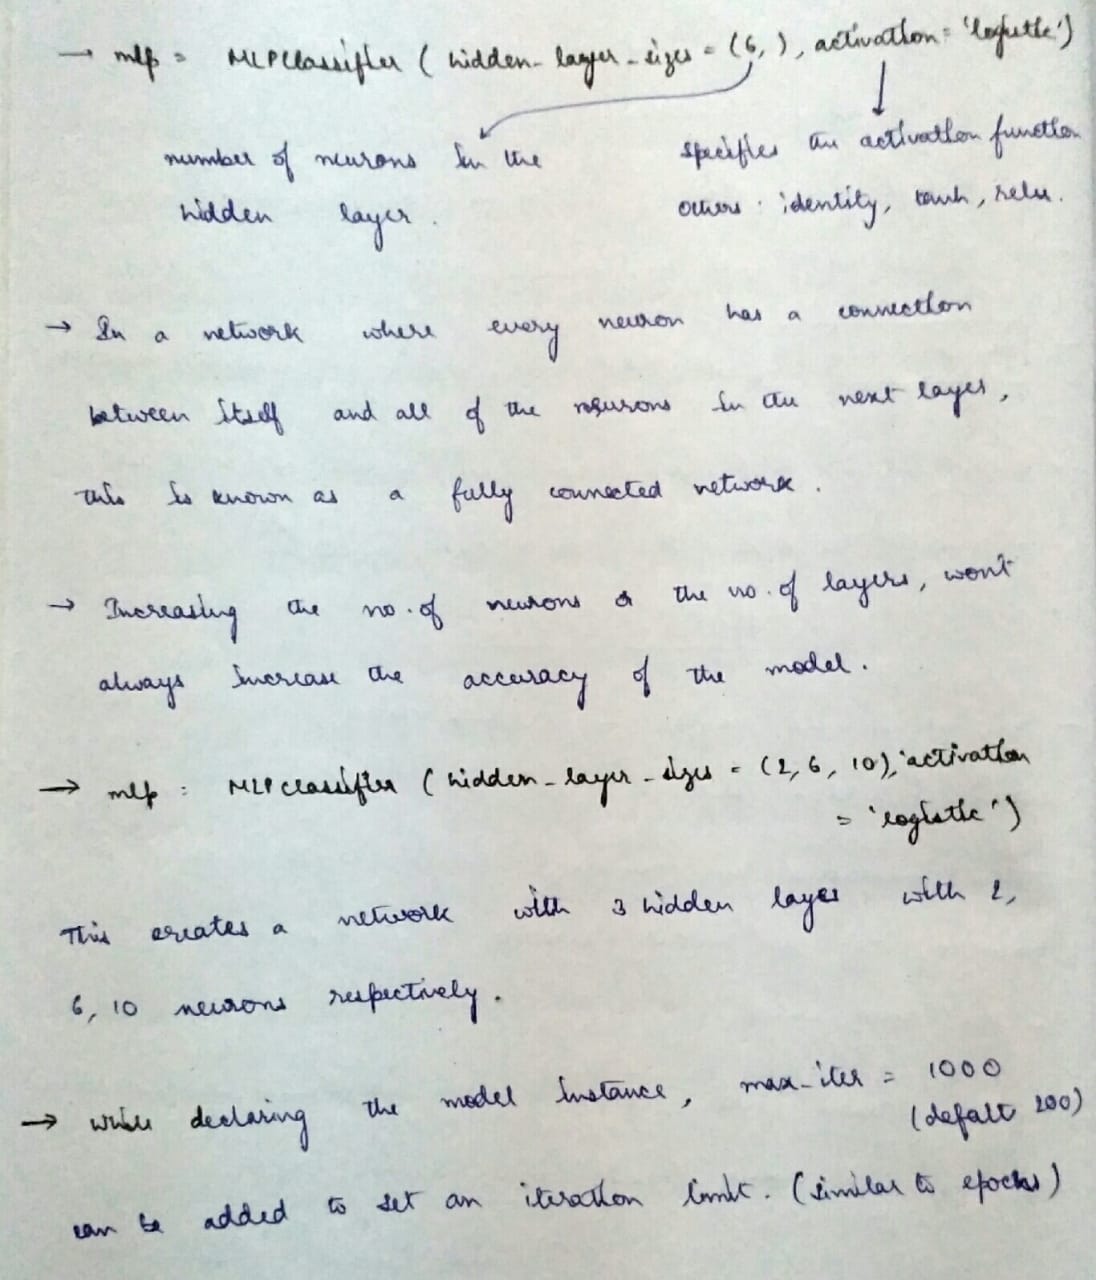 → mlp = MLPClassifier ( hidden_layer_sizes = (6, ), activation = 'logistic')
number of neurons in the
hidden layer.
specifies an activation function
others : identity, tanh, relu.
→ In a network where every neuron has a connection
between itself and all of the neurons in the next layer,
this is known as a fully connected network.
→ Increasing the no. of neurons or the no. of layers, won't
always increase the accuracy of the model.
→ mlp : MLPClassifier ( hidden_layer_sizes = (2, 6, 10), activation
= 'logistic')
This creates a network with 3 hidden layer with 2,
6, 10 neurons respectively.
→ while declaring the model instance, max_iter = 1000
(defalt 200)
can be added to set an iteration limit. (similar to epochs)